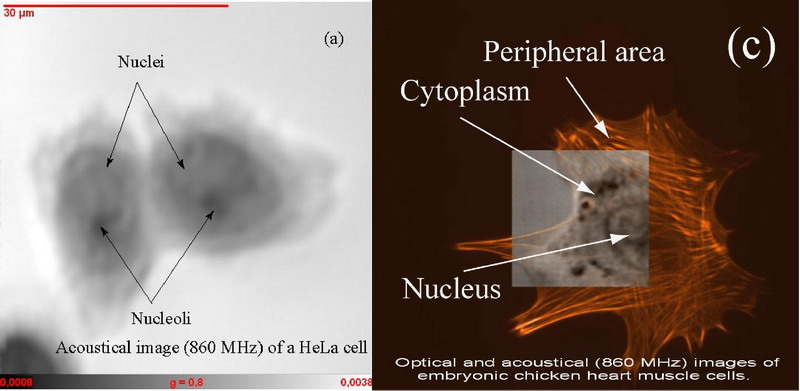 30 µm
(a)
Nuclei
Nucleoli
Acoustical image (860 MHz) of a HeLa cell
0,0008
g = 0,8
0,0038
(c)
Peripheral area
Cytoplasm
Nucleus
Optical and acoustical (860 MHz) images of
embryonic chicken heart muscle cells.